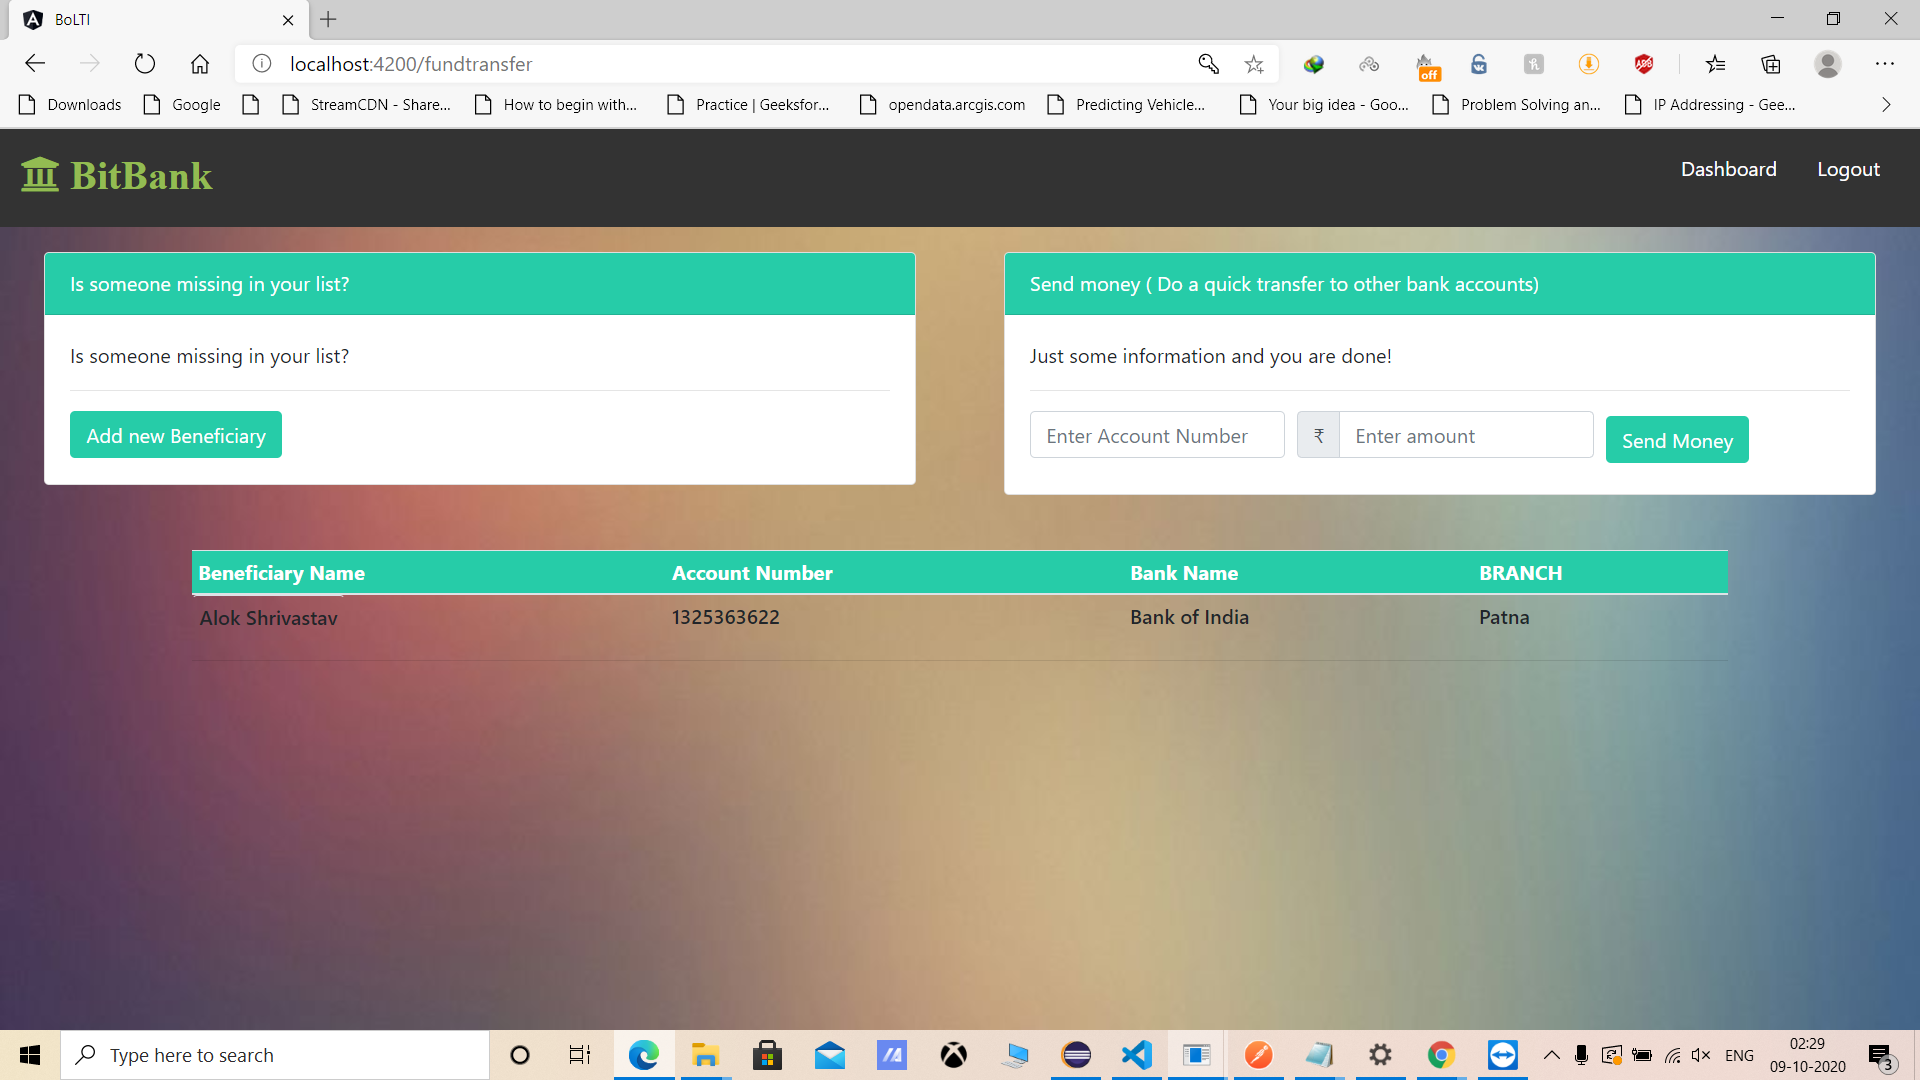 BoLTI
localhost:4200/fundtransfer
off
Downloads Google StreamCDN - Share... How to begin with... Practice | Geeksfor... opendata.arcgis.com Predicting Vehicle... Your big idea - Goo... Problem Solving an... IP Addressing - Gee...
BitBank
Dashboard Logout
Is someone missing in your list?
Is someone missing in your list?
Add new Beneficiary
Send money ( Do a quick transfer to other bank accounts)
Just some information and you are done!
Enter Account Number ₹ Enter amount Send Money
Beneficiary Name Account Number Bank Name BRANCH
Alok Shrivastav 1325363622 Bank of India Patna
Type here to search
ENG
02:29
09-10-2020
3